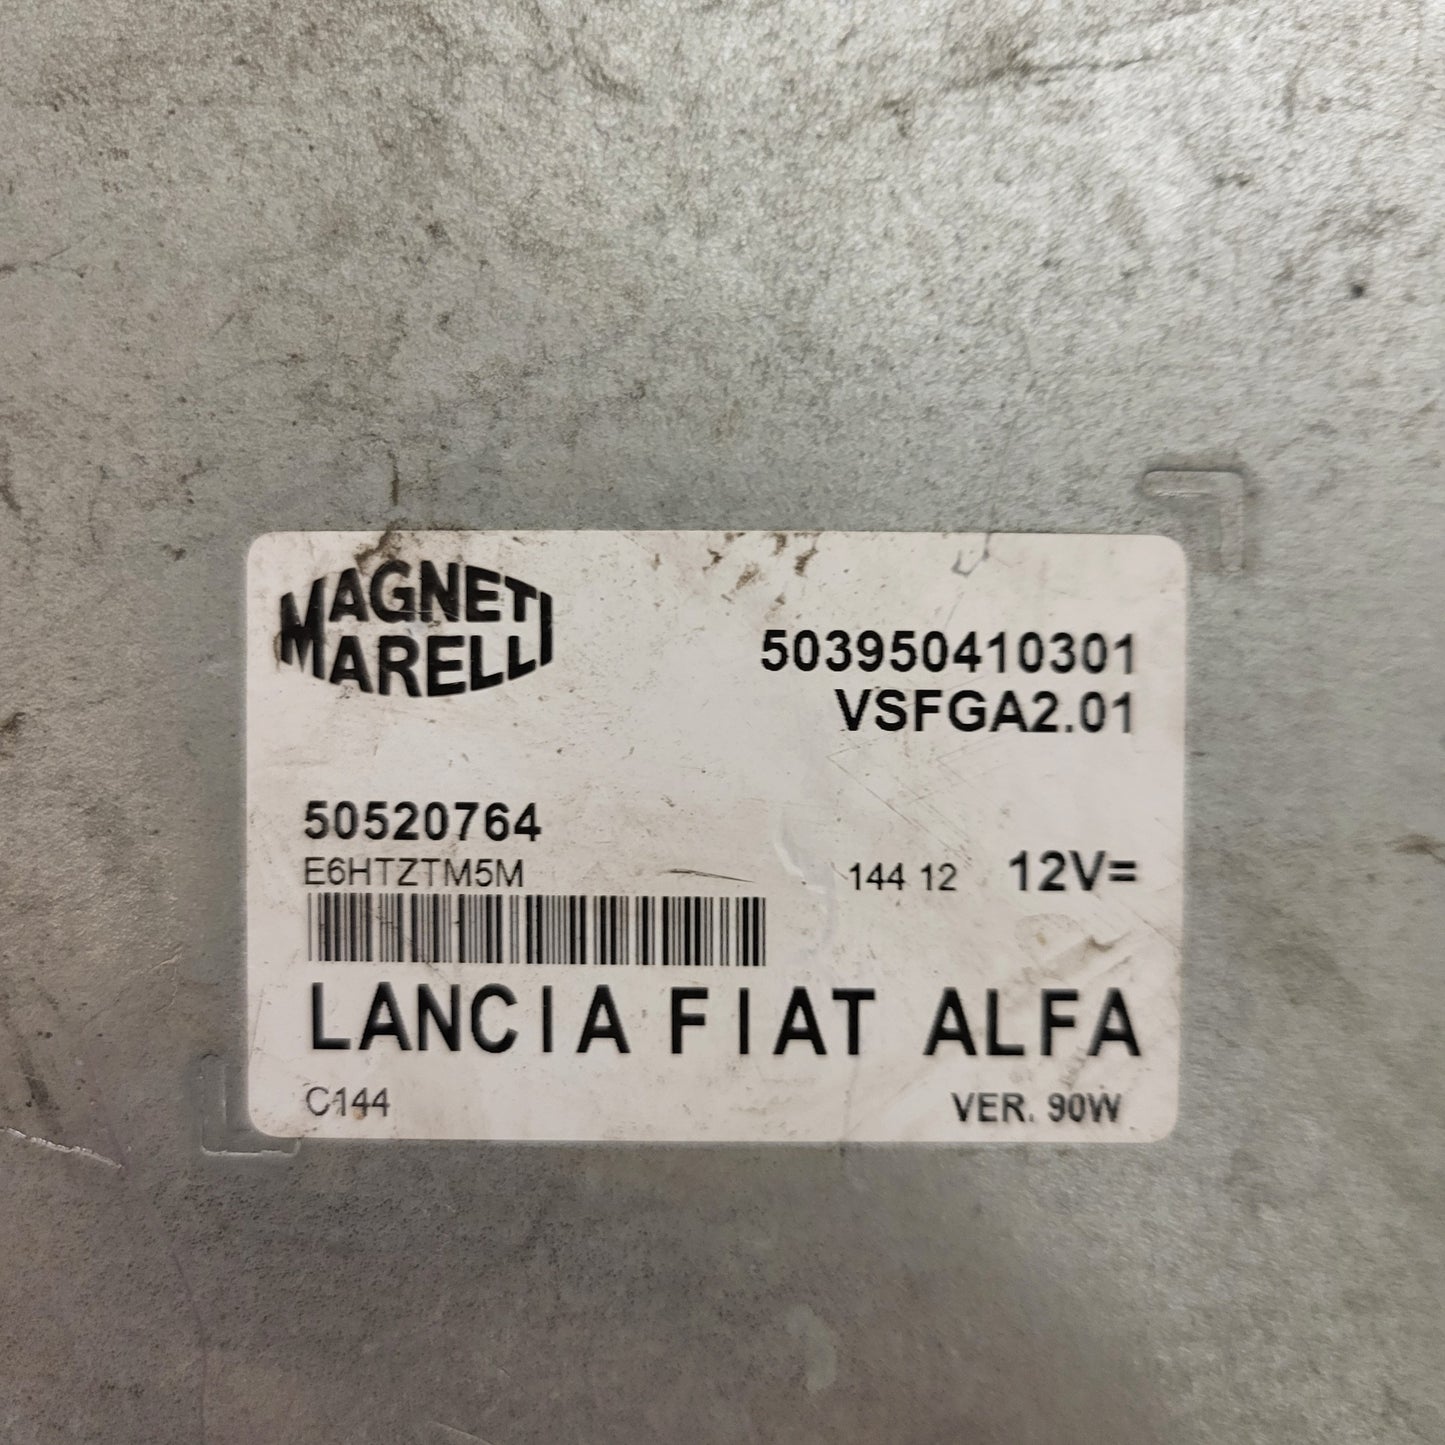 MAGNETI
MARELLI
503950410301
VSFGA2.01
50520764
E6HTZTM5M
144 12 12V=
LANCIA FIAT ALFA
C144 VER. 90W